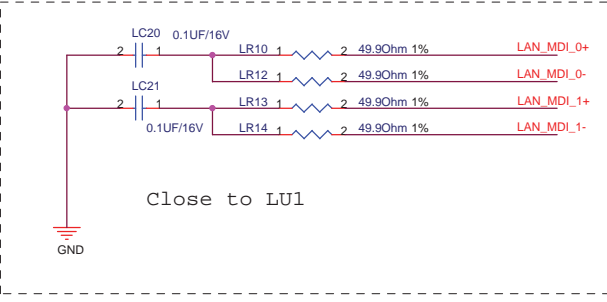 LC20 0.1UF/16V
2 1 LR10 1 2 49.9Ohm 1% LAN_MDI_0+
LR12 1 2 49.9Ohm 1% LAN_MDI_0-
LC21
2 1 LR13 1 2 49.9Ohm 1% LAN_MDI_1+
0.1UF/16V LR14 1 2 49.9Ohm 1% LAN_MDI_1-
Close to LU1
GND